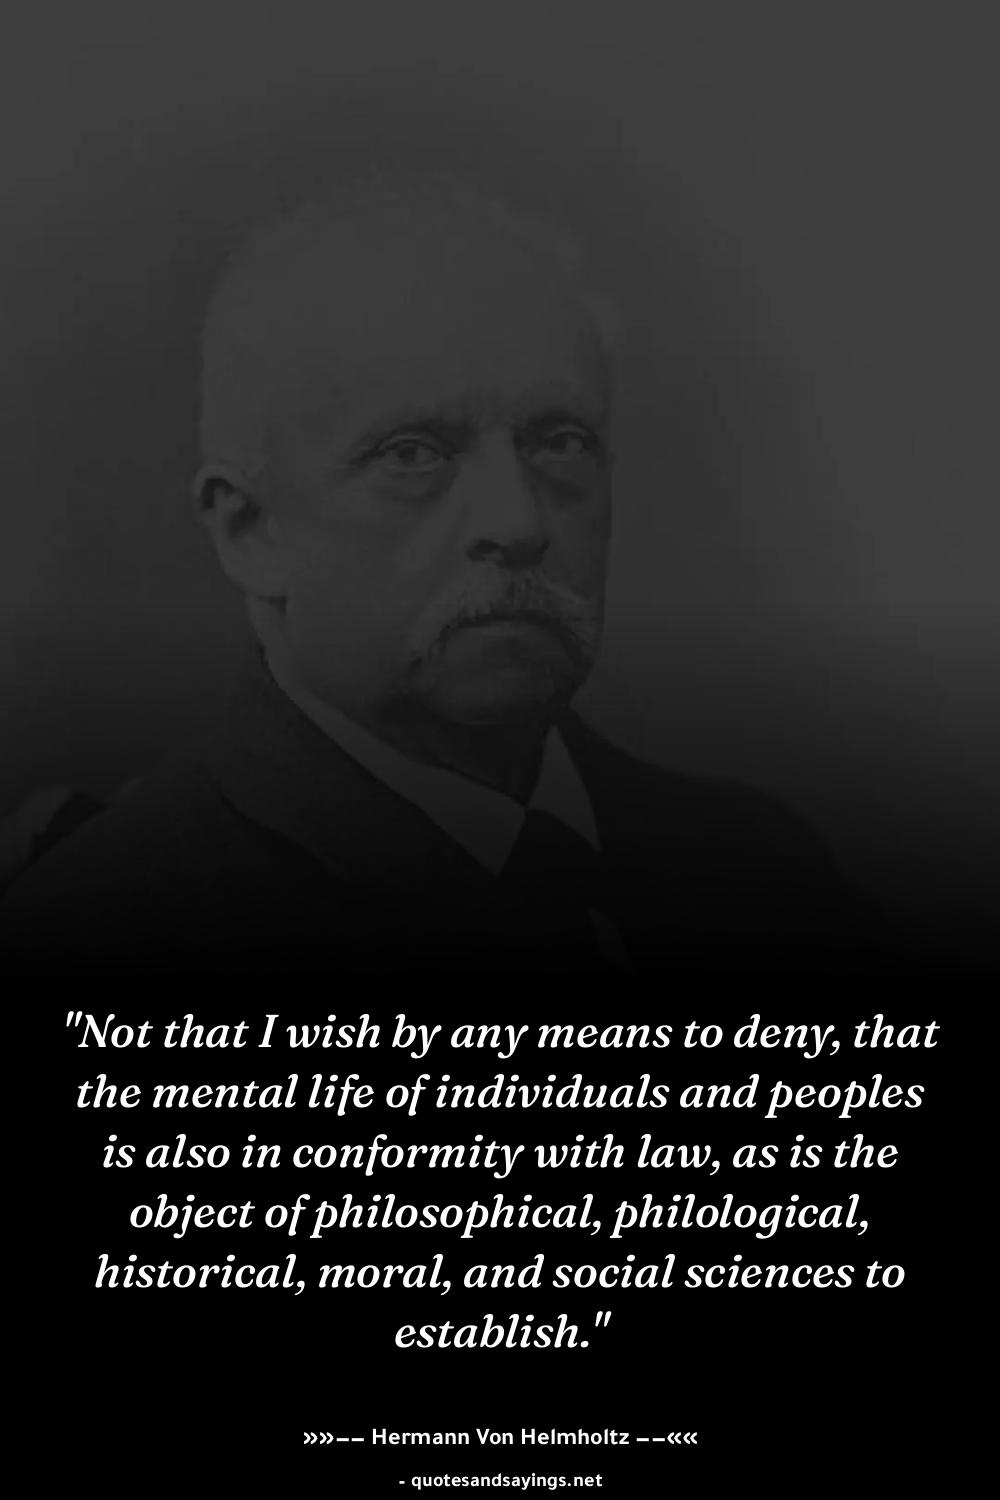 "Not that I wish by any means to deny, that
the mental life of individuals and peoples
is also in conformity with law, as is the
object of philosophical, philological,
historical, moral, and social sciences to
establish."
»»−− Hermann Von Helmholtz −−««
- quotesandsayings.net